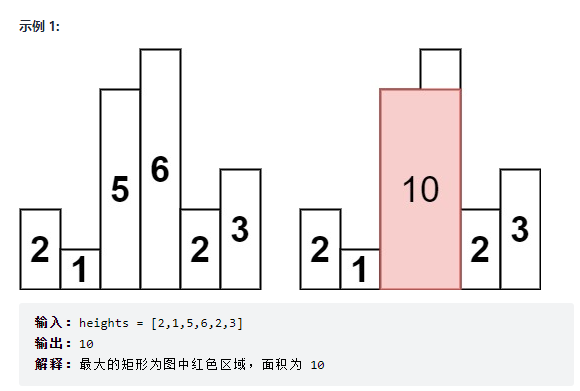 示例 1:
2 1 5 6 2 3
2 1 10 2 3
输入：heights = [2,1,5,6,2,3]
输出：10
解释：最大的矩形为图中红色区域，面积为 10